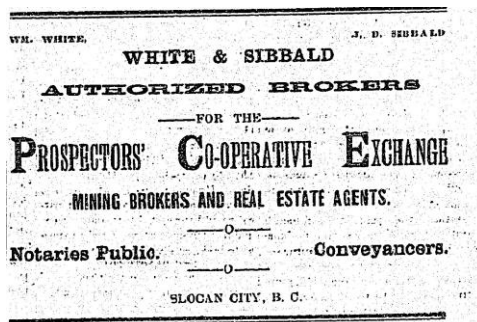 WM. WHITE, J. D. SIBBALD
WHITE & SIBBALD
AUTHORIZED BROKERS
FOR THE
PROSPECTORS' CO-OPERATIVE EXCHANGE
MINING BROKERS AND REAL ESTATE AGENTS.
Notaries Public. Conveyancers.
SLOCAN CITY, B. C.